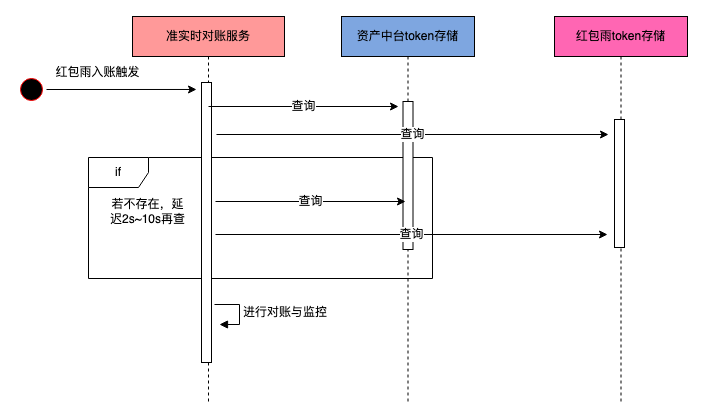 准实时对账服务
资产中台token存储
红包雨token存储
红包雨入账触发
查询
查询
if
若不存在，延
迟2s~10s再查
查询
查询
进行对账与监控